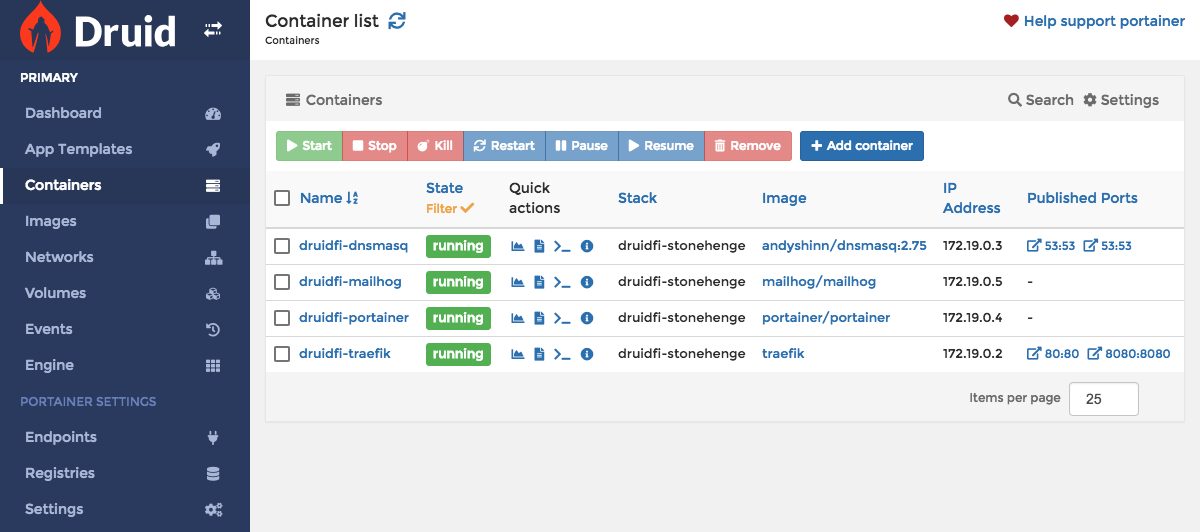 Druid
PRIMARY
Dashboard
App Templates
Containers
Images
Networks
Volumes
Events
Engine
PORTAINER SETTINGS
Endpoints
Registries
Settings
Container list
Containers
Help support portainer
Containers
Search Settings
Start Stop Kill Restart Pause Resume Remove Add container
Name State Filter Quick actions Stack Image IP Address Published Ports
druidfi-dnsmasq running druidfi-stonehenge andyshinn/dnsmasq:2.75 172.19.0.3 53:53 53:53
druidfi-mailhog running druidfi-stonehenge mailhog/mailhog 172.19.0.5 -
druidfi-portainer running druidfi-stonehenge portainer/portainer 172.19.0.4 -
druidfi-traefik running druidfi-stonehenge traefik 172.19.0.2 80:80 8080:8080
Items per page 25